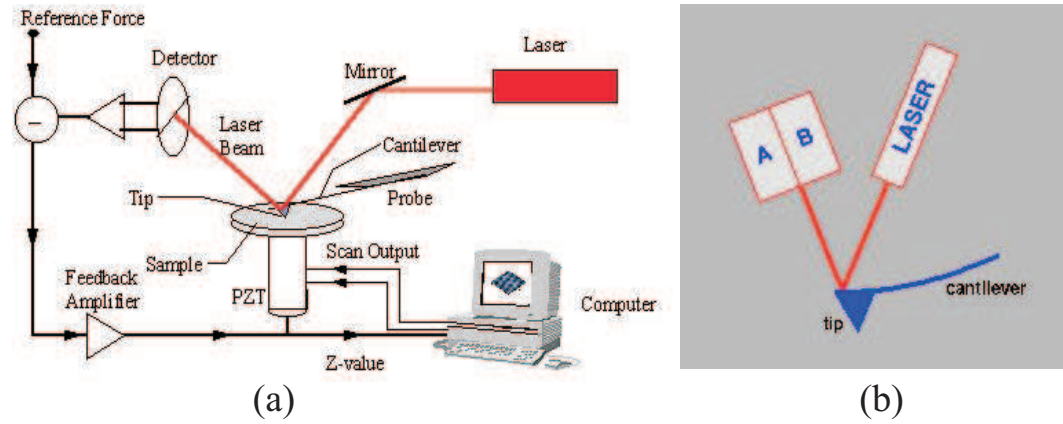 Reference Force
Detector
Laser
Mirror
−
Laser
Beam
Cantilever
Tip
Probe
Sample
Scan Output
Feedback
Amplifier
PZT
Computer
Z-value
(a)
A B
LASER
cantilever
tip
(b)